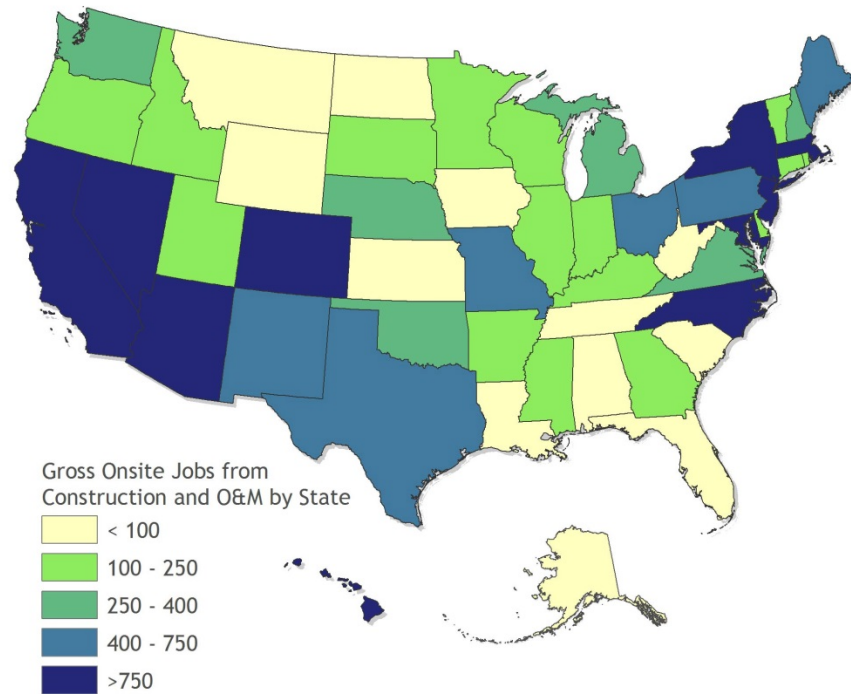 Gross Onsite Jobs from
Construction and O&M by State
< 100
100 - 250
250 - 400
400 - 750
>750